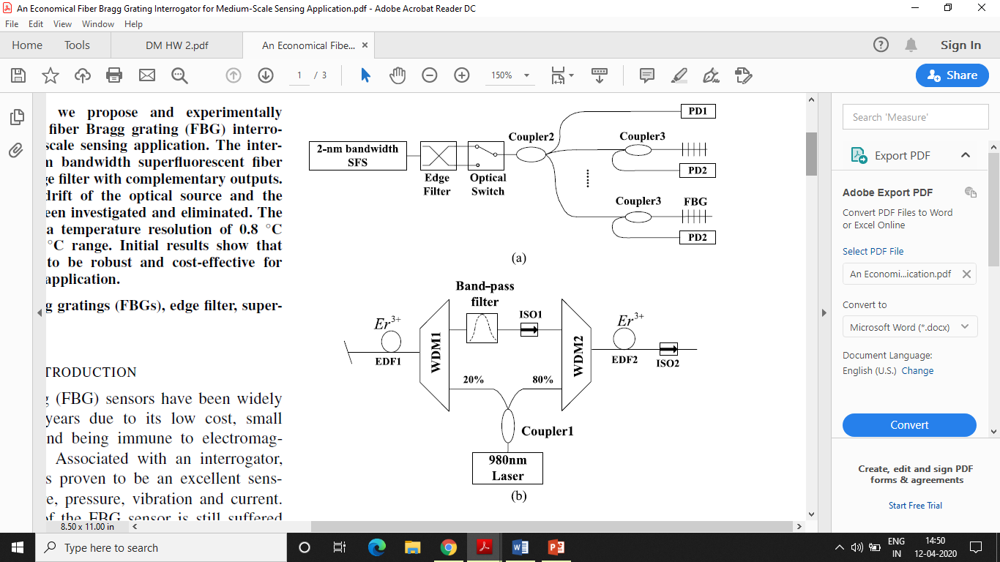 An Economical Fiber Bragg Grating Interrogator for Medium-Scale Sensing Application.pdf - Adobe Acrobat Reader DC
File Edit View Window Help
Home Tools DM HW 2.pdf An Economical Fibe... ×
Sign In
1 / 3 150%
Share
we propose and experimentally
fiber Bragg grating (FBG) interro-
scale sensing application. The inter-
bandwidth superfluorescent fiber
filter with complementary outputs.
drift of the optical source and the
been investigated and eliminated. The
a temperature resolution of 0.8 °C
°C range. Initial results show that
to be robust and cost-effective for
application.
gratings (FBGs), edge filter, super-
TRODUCTION
(FBG) sensors have been widely
years due to its low cost, small
nd being immune to electromag-
Associated with an interrogator,
s proven to be an excellent sens-
e, pressure, vibration and current.
of the FBG sensor is still suffered
8.50 x 11.00 in
2-nm bandwidth
SFS
Edge
Filter
Optical
Switch
Coupler2
PD1
Coupler3
PD2
Coupler3
FBG
PD2
(a)
Band-pass
filter
ISO1
Er3+
EDF1
WDM1
WDM2
Er3+
EDF2
ISO2
20%
80%
Coupler1
980nm
Laser
(b)
Search 'Measure'
Export PDF
Adobe Export PDF
Convert PDF Files to Word
or Excel Online
Select PDF File
An Economi...ication.pdf
Convert to
Microsoft Word (*.docx)
Document Language:
English (U.S.) Change
Convert
Create, edit and sign PDF
forms & agreements
Start Free Trial
Type here to search
ENG
IN
14:50
12-04-2020